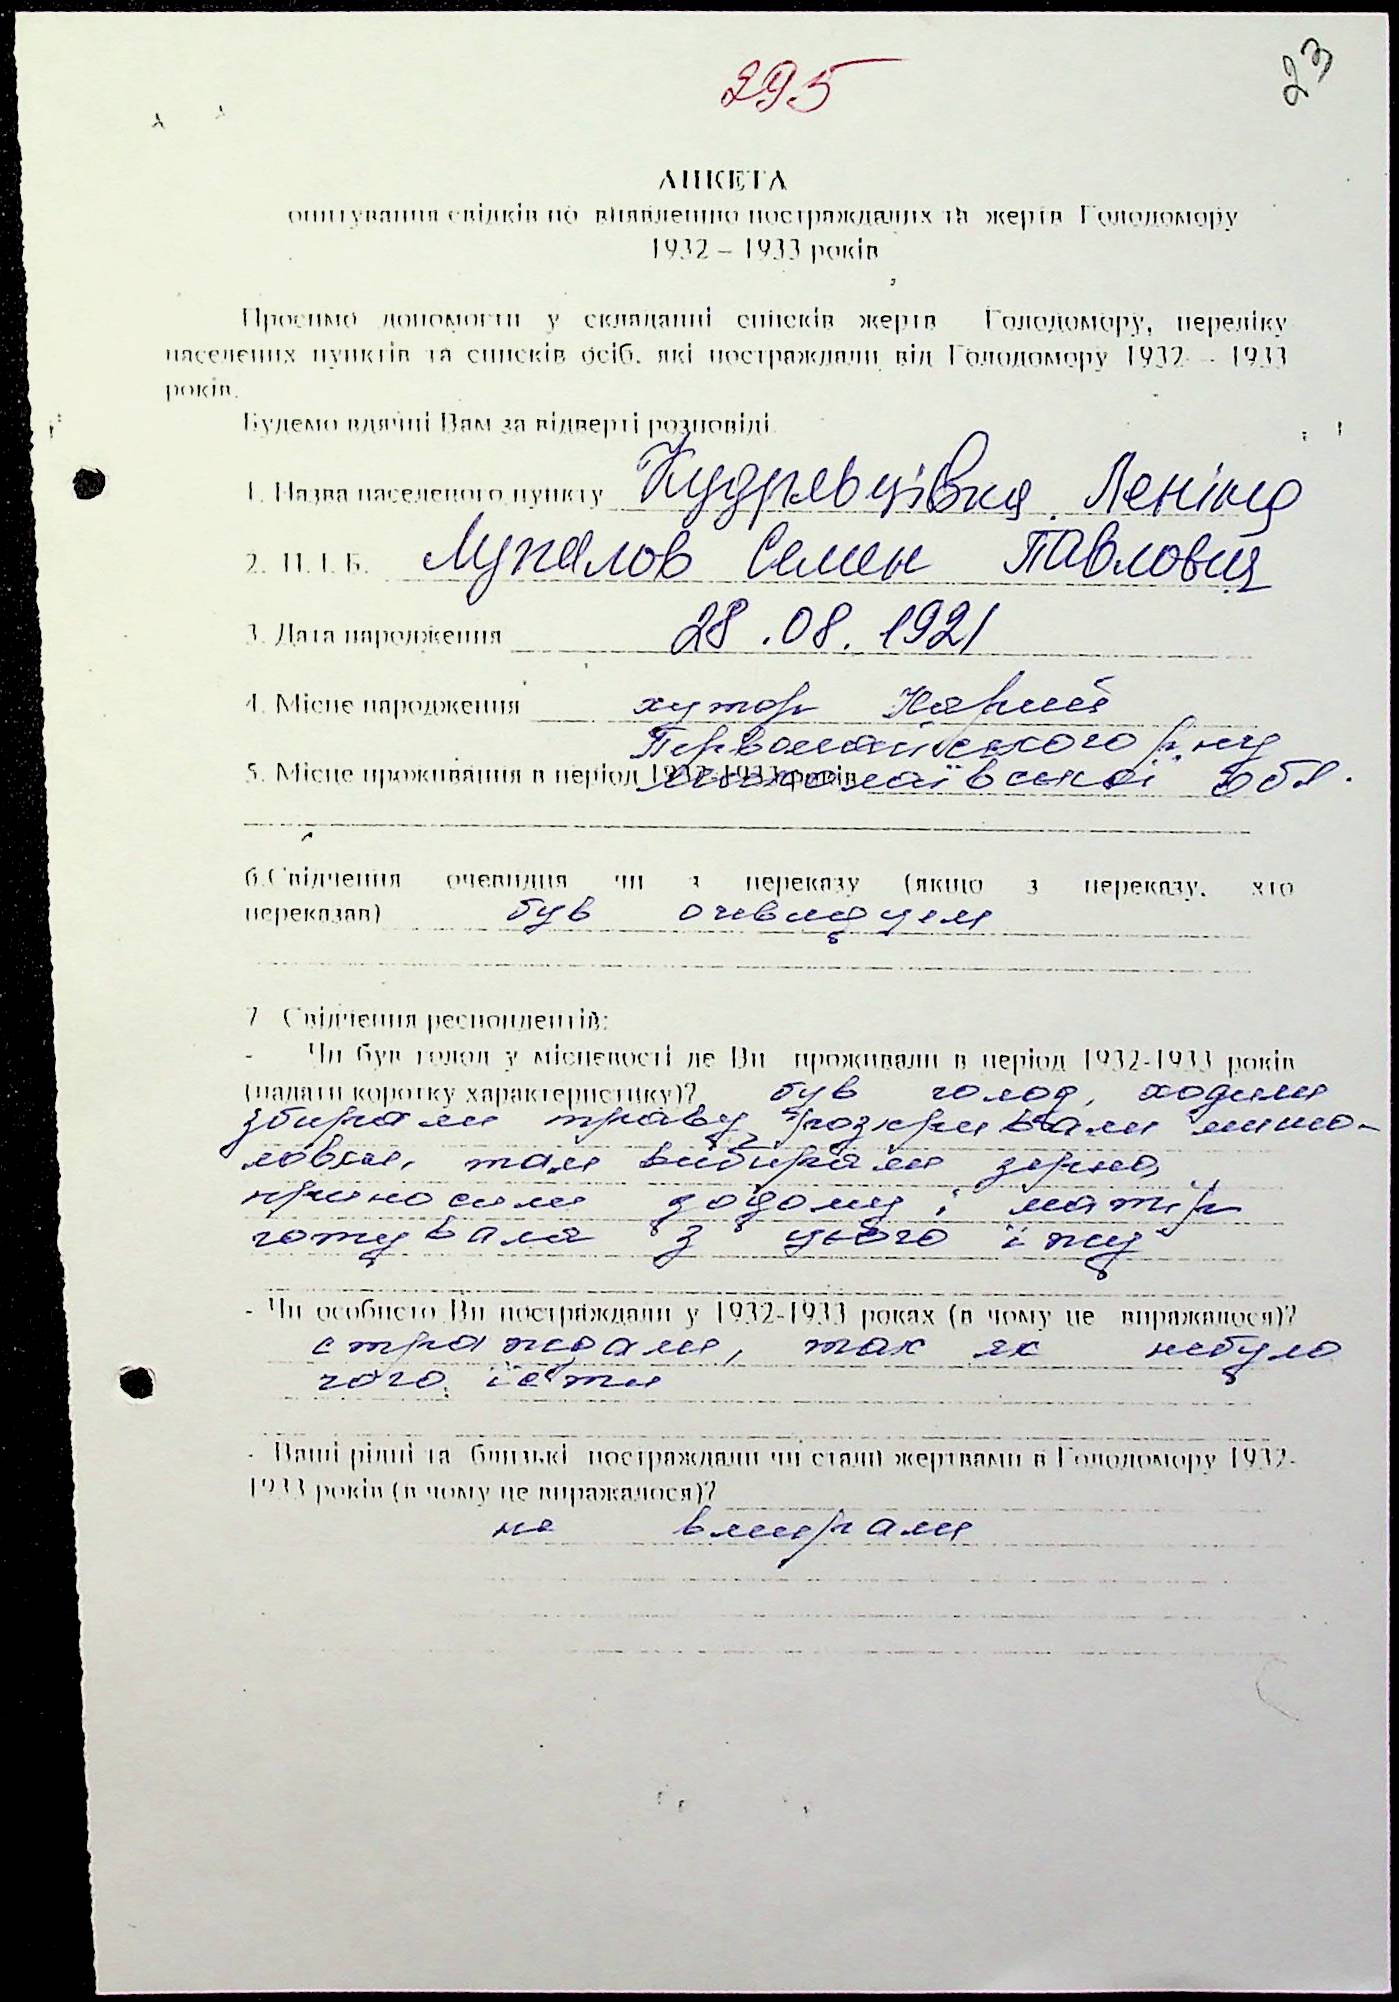 295
23
АНКЕТА
опитування свідків по виявленню постраждалих та жертв Голодомору
1932 – 1933 років
Просимо допомогти у складанні списків жертв Голодомору, переліку
населених пунктів та списків осіб, які постраждали від Голодомору 1932 – 1933
років.
Будемо вдячні Вам за відверті розповіді.
1. Назва населеного пункту Кудрявцівка Леніна
2. П. І. Б. Лупалов Семен Павлович
3. Дата народження 28.08.1921
4. Місце народження хутор
Первомайського р-ну
5. Місце проживання в період 1932-1933 років Миколаївської обл.
6.Свідчення очевидця чи з переказу (якщо з переказу, хто
переказав) був очевидцем
7. Свідчення респондентів:
- Чи був голод у місцевості де Ви проживали в період 1932-1933 років
(надати коротку характеристику)? був голод, ходили
збирали траву, розкривали мишо-
ловки, там вибирали зерно,
приносили додому і матір
готувала з цього їжу
- Чи особисто Ви постраждали у 1932-1933 роках (в чому це виражалося)?
страждали, так як небуло
чого їсти
- Ваші рідні та близькі постраждали чи стали жертвами в Голодомору 1932-
1933 років (в чому це виражалося)?
не вмирали